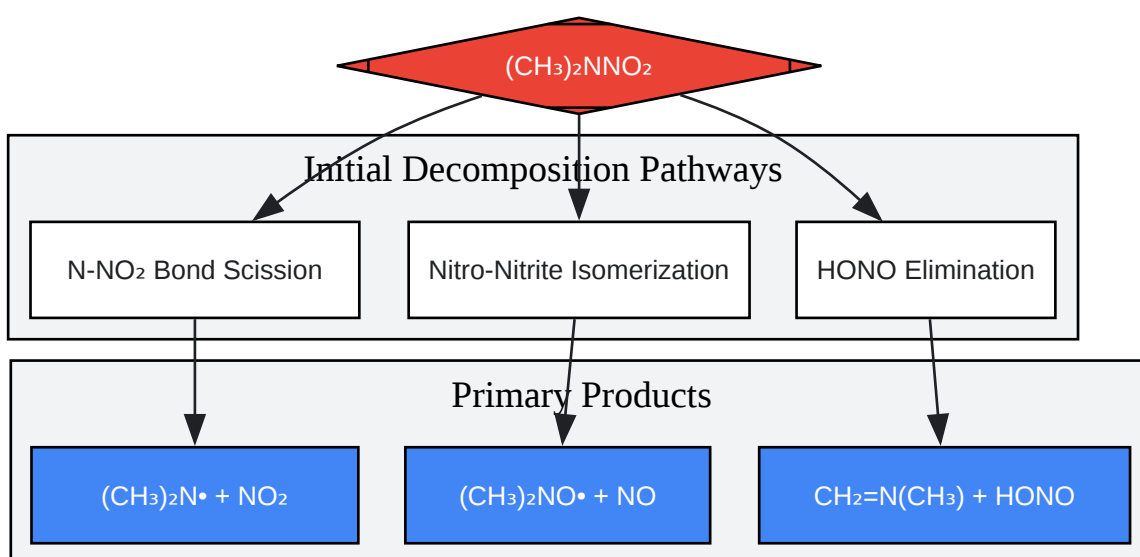 (CH₃)₂NNO₂
Initial Decomposition Pathways
N-NO₂ Bond Scission
Nitro-Nitrite Isomerization
HONO Elimination
Primary Products
(CH₃)₂N• + NO₂
(CH₃)₂NO• + NO
CH₂=N(CH₃) + HONO